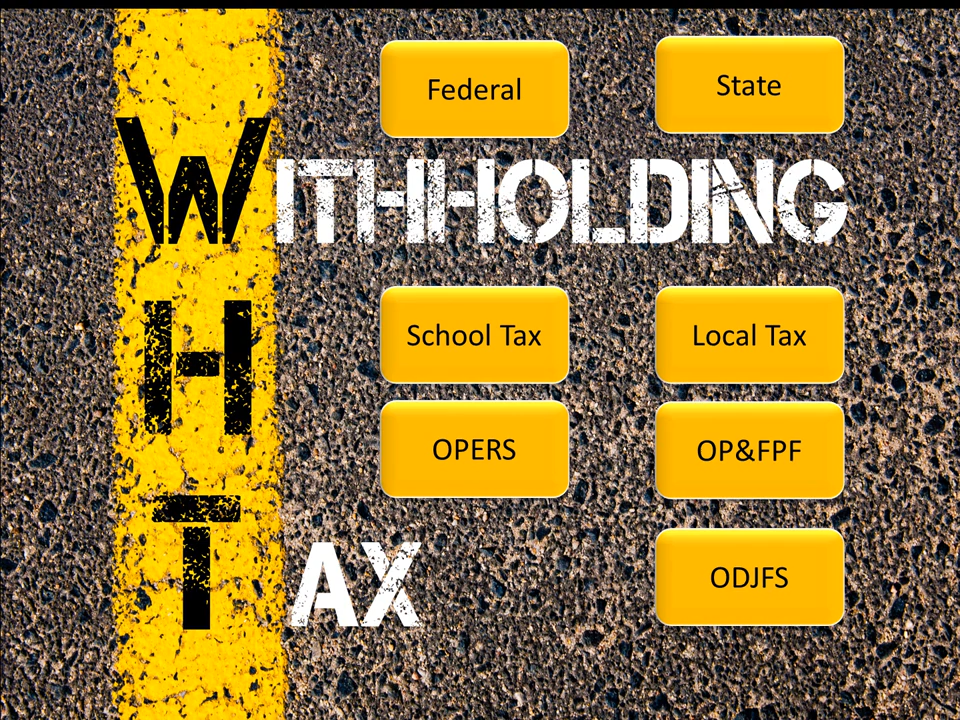 Federal
State
WITHHOLDING
H
School Tax
Local Tax
OPERS
OP&FPF
TAX
ODJFS